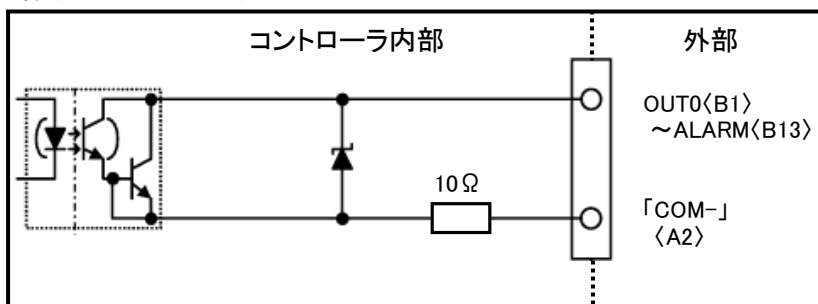 コントローラ内部
外部
OUT0〈B1〉
～ALARM〈B13〉
10Ω
「COM-」
〈A2〉